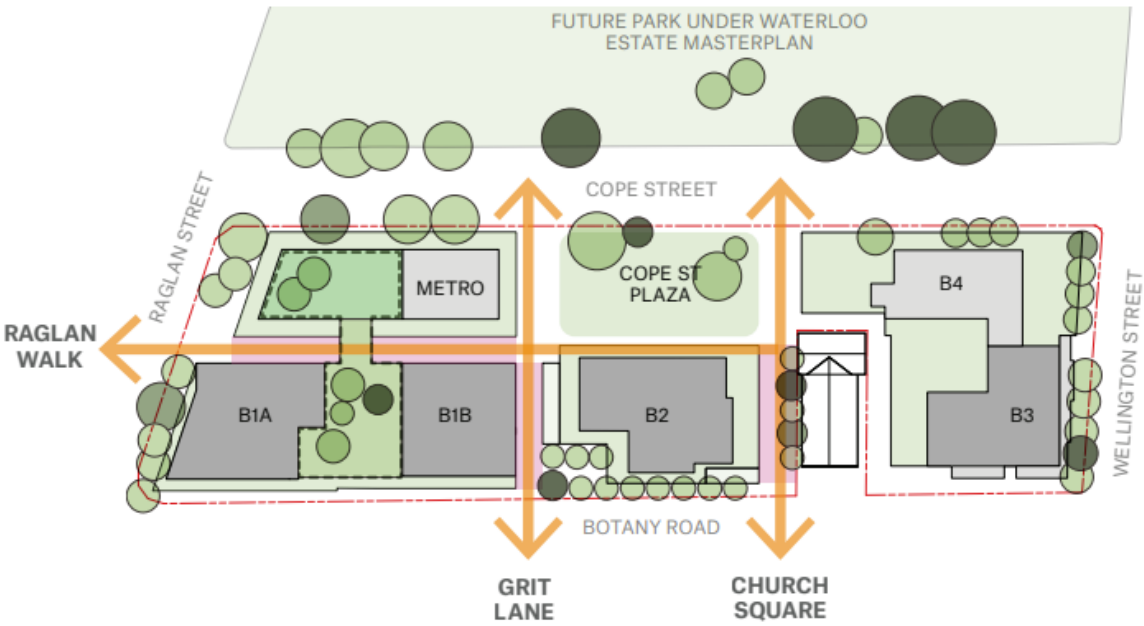 FUTURE PARK UNDER WATERLOO
ESTATE MASTERPLAN
COPE STREET
RAGLAN STREET
METRO
COPE ST
PLAZA
B4
RAGLAN
WALK
B1A
B1B
B2
B3
WELLINGTON STREET
BOTANY ROAD
GRIT
LANE
CHURCH
SQUARE